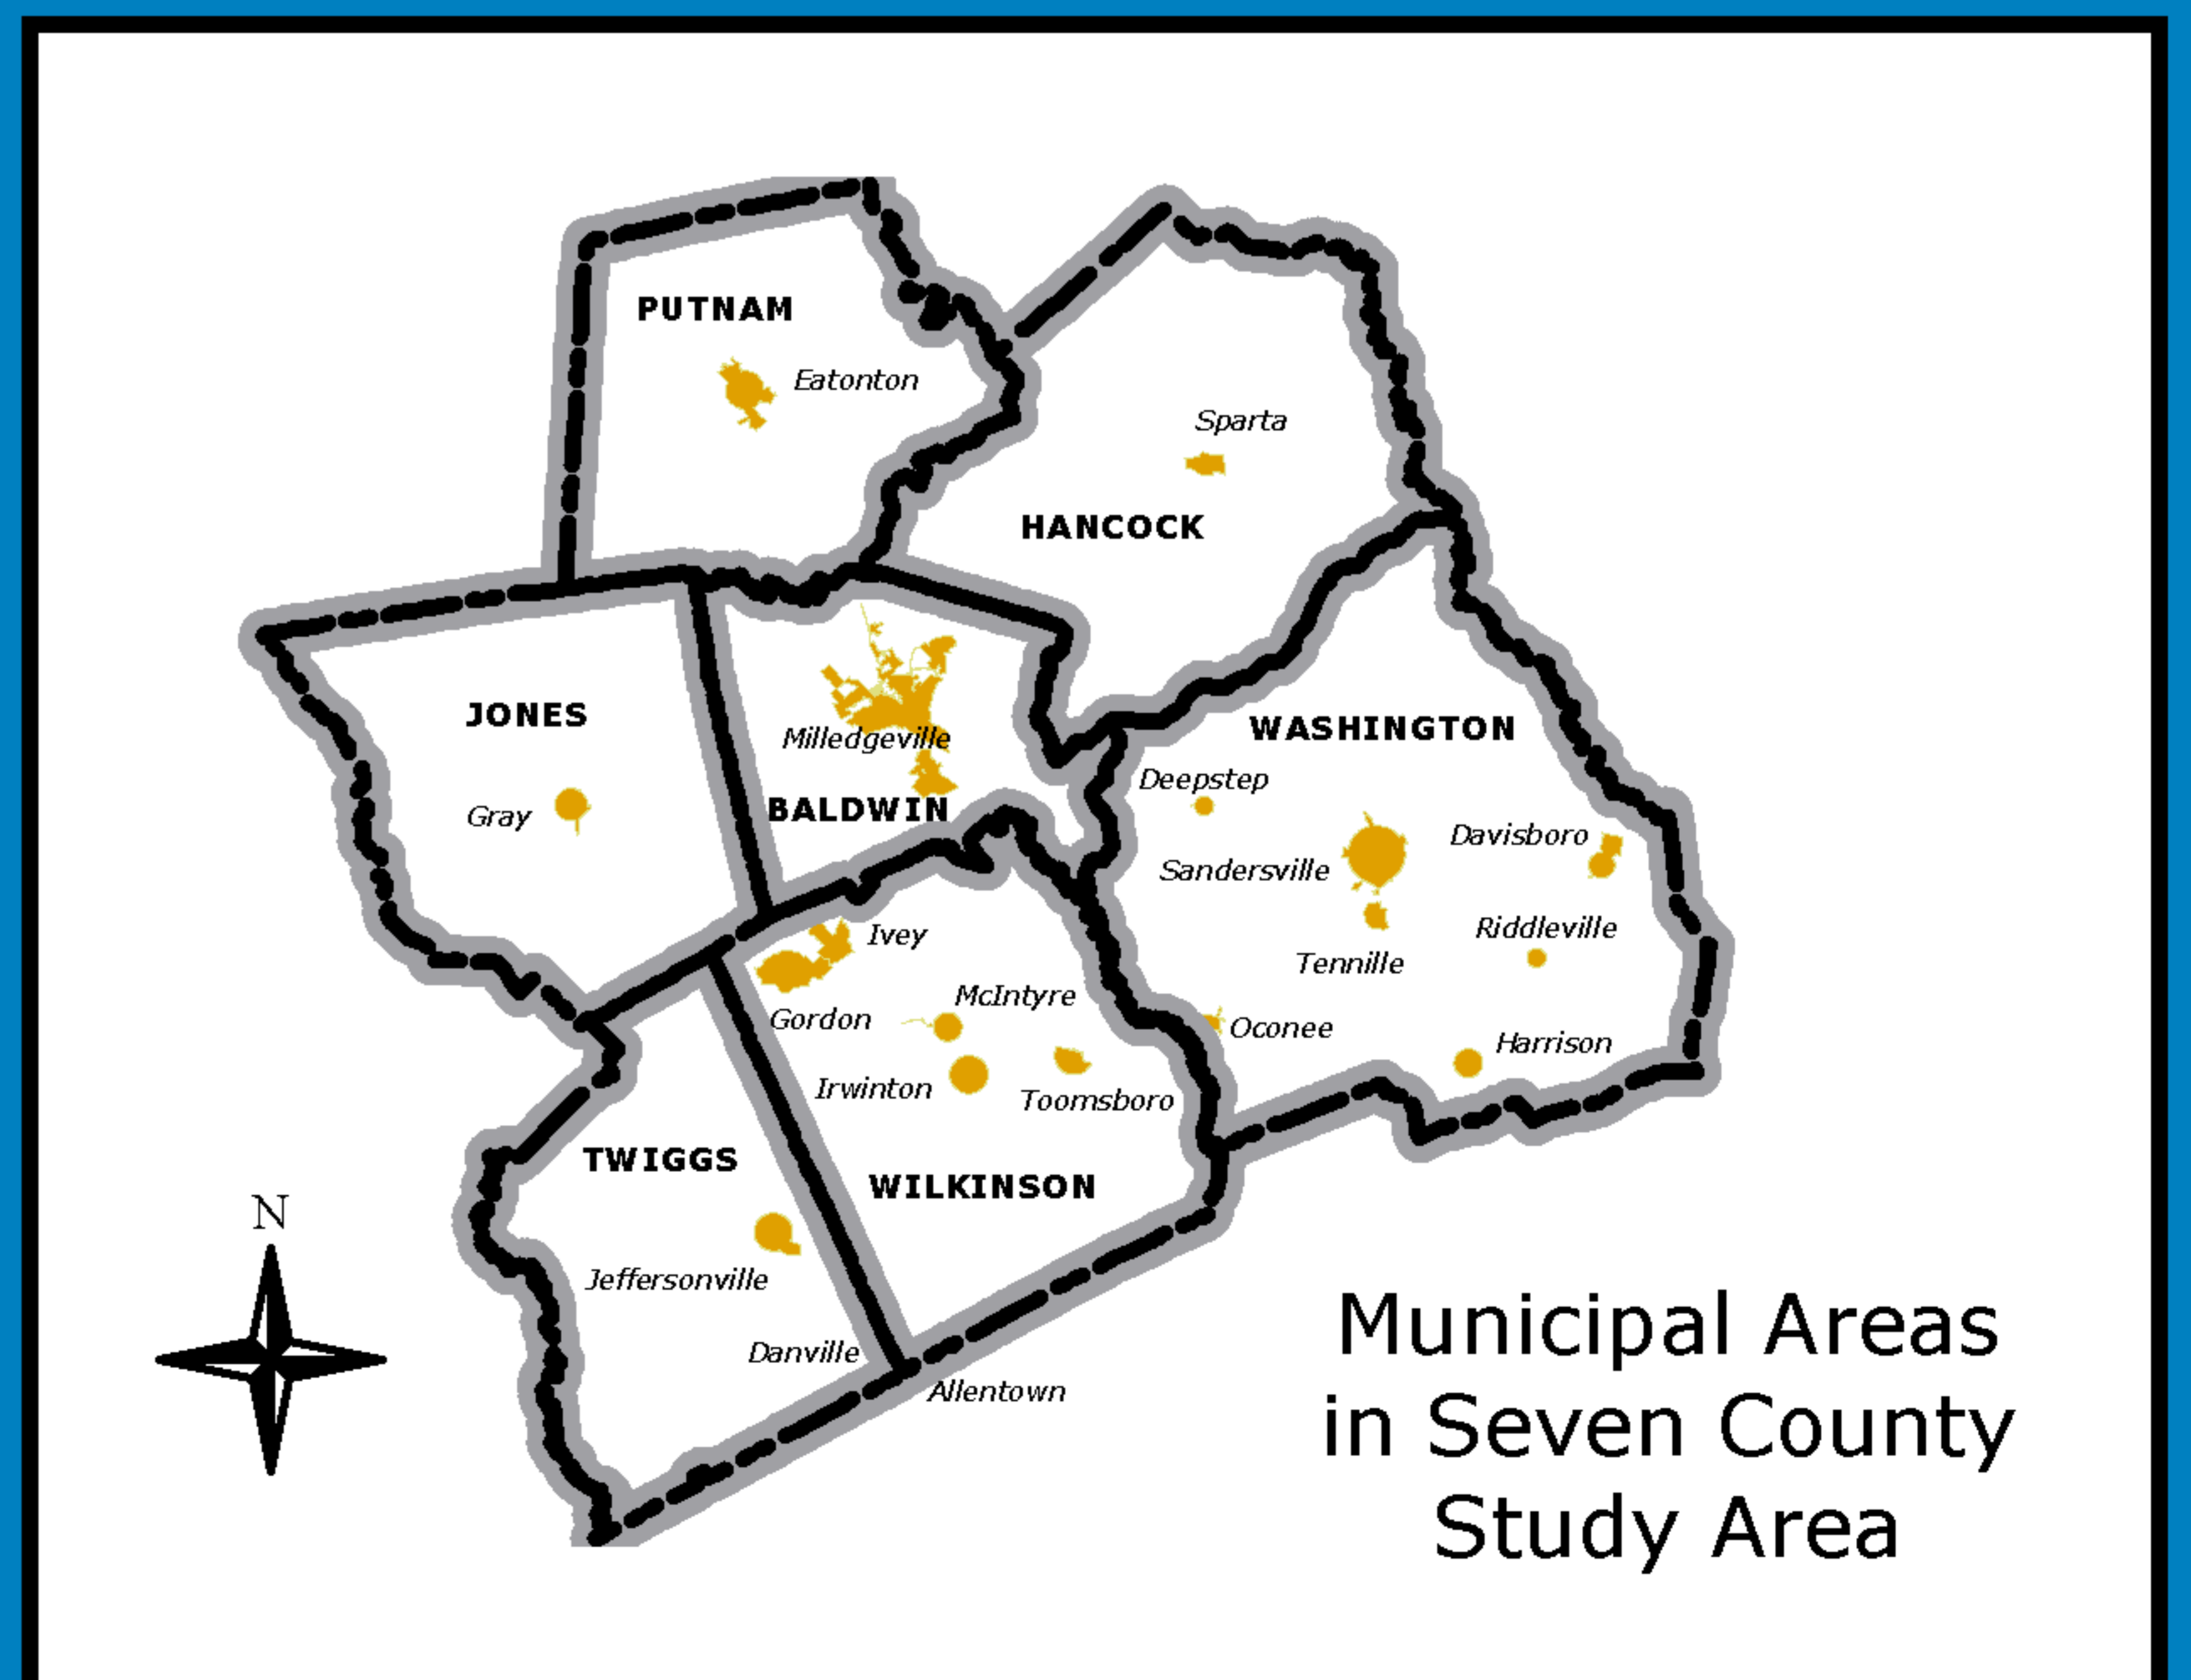 PUTNAM
Eatonton
Sparta
HANCOCK
JONES
Gray
Milledgeville
BALDWIN
WASHINGTON
Deepstep
Sandersville
Davisboro
Tennille
Riddleville
Oconee
Harrison
Ivey
Gordon
McIntyre
Irwinton
Toomsboro
TWIGGS
WILKINSON
Jeffersonville
Danville
Allentown
N
Municipal Areas
in Seven County
Study Area